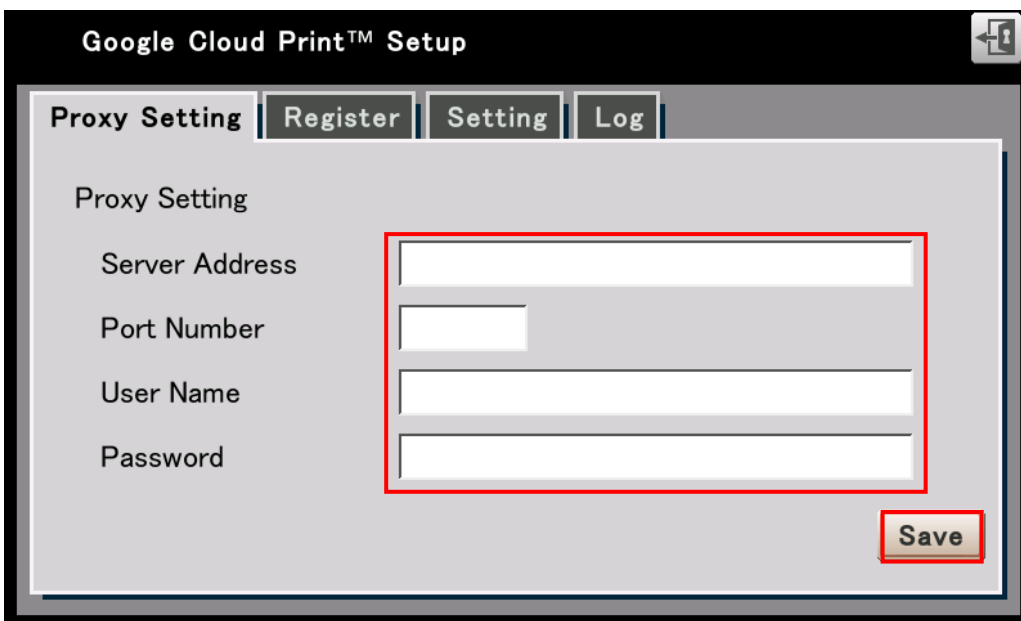 Google Cloud Print™ Setup
Proxy Setting Register Setting Log
Proxy Setting
Server Address
Port Number
User Name
Password
Save